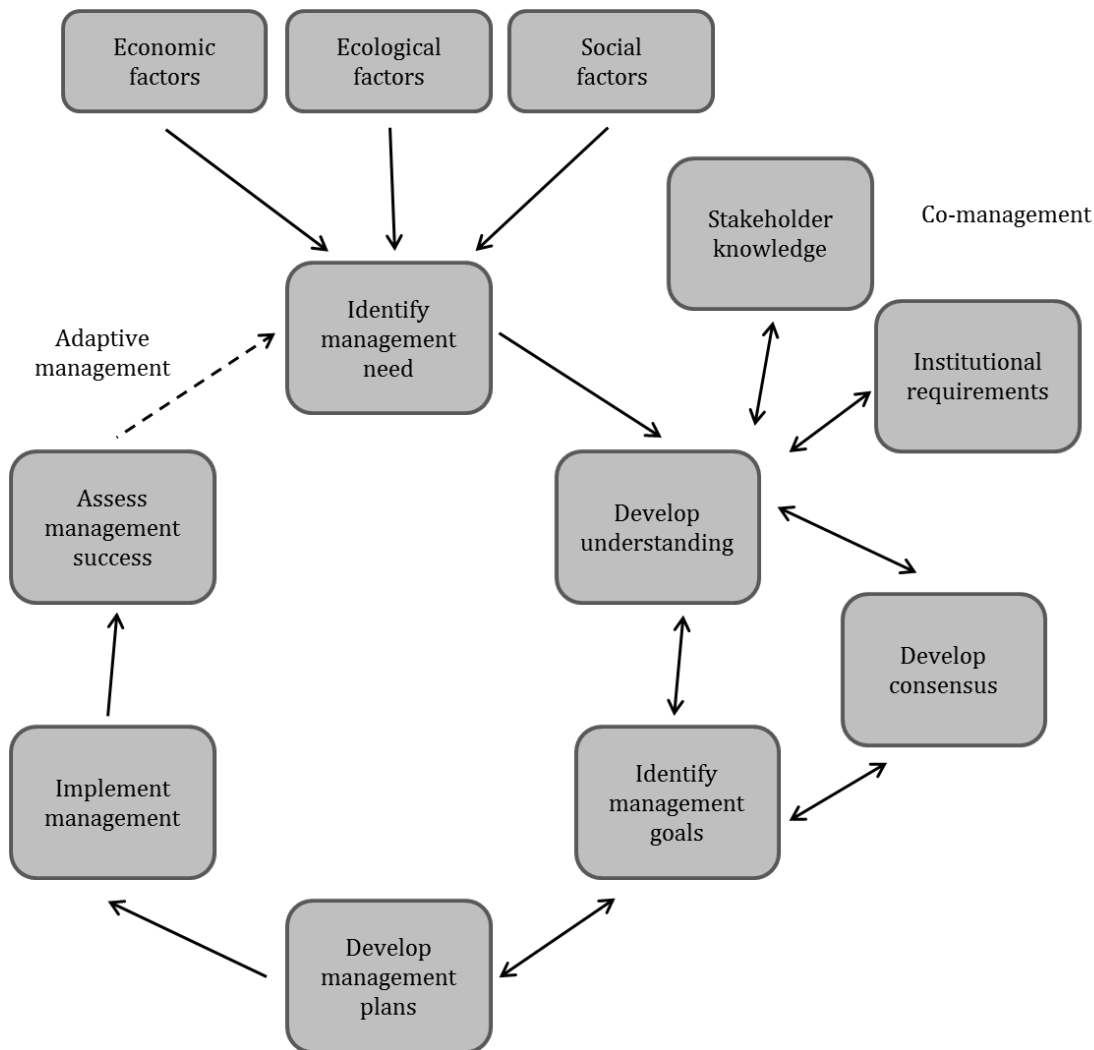 Economic
factors
Ecological
factors
Social
factors
Stakeholder
knowledge
Co-management
Identify
management
need
Adaptive
management
Institutional
requirements
Assess
management
success
Develop
understanding
Develop
consensus
Implement
management
Identify
management
goals
Develop
management
plans